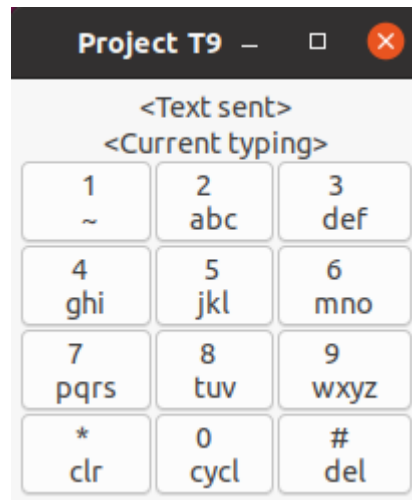 Project T9
<Text sent>
<Current typing>
1 2 3
~ abc def
4 5 6
ghi jkl mno
7 8 9
pqrs tuv wxyz
* 0 #
clr cycl del